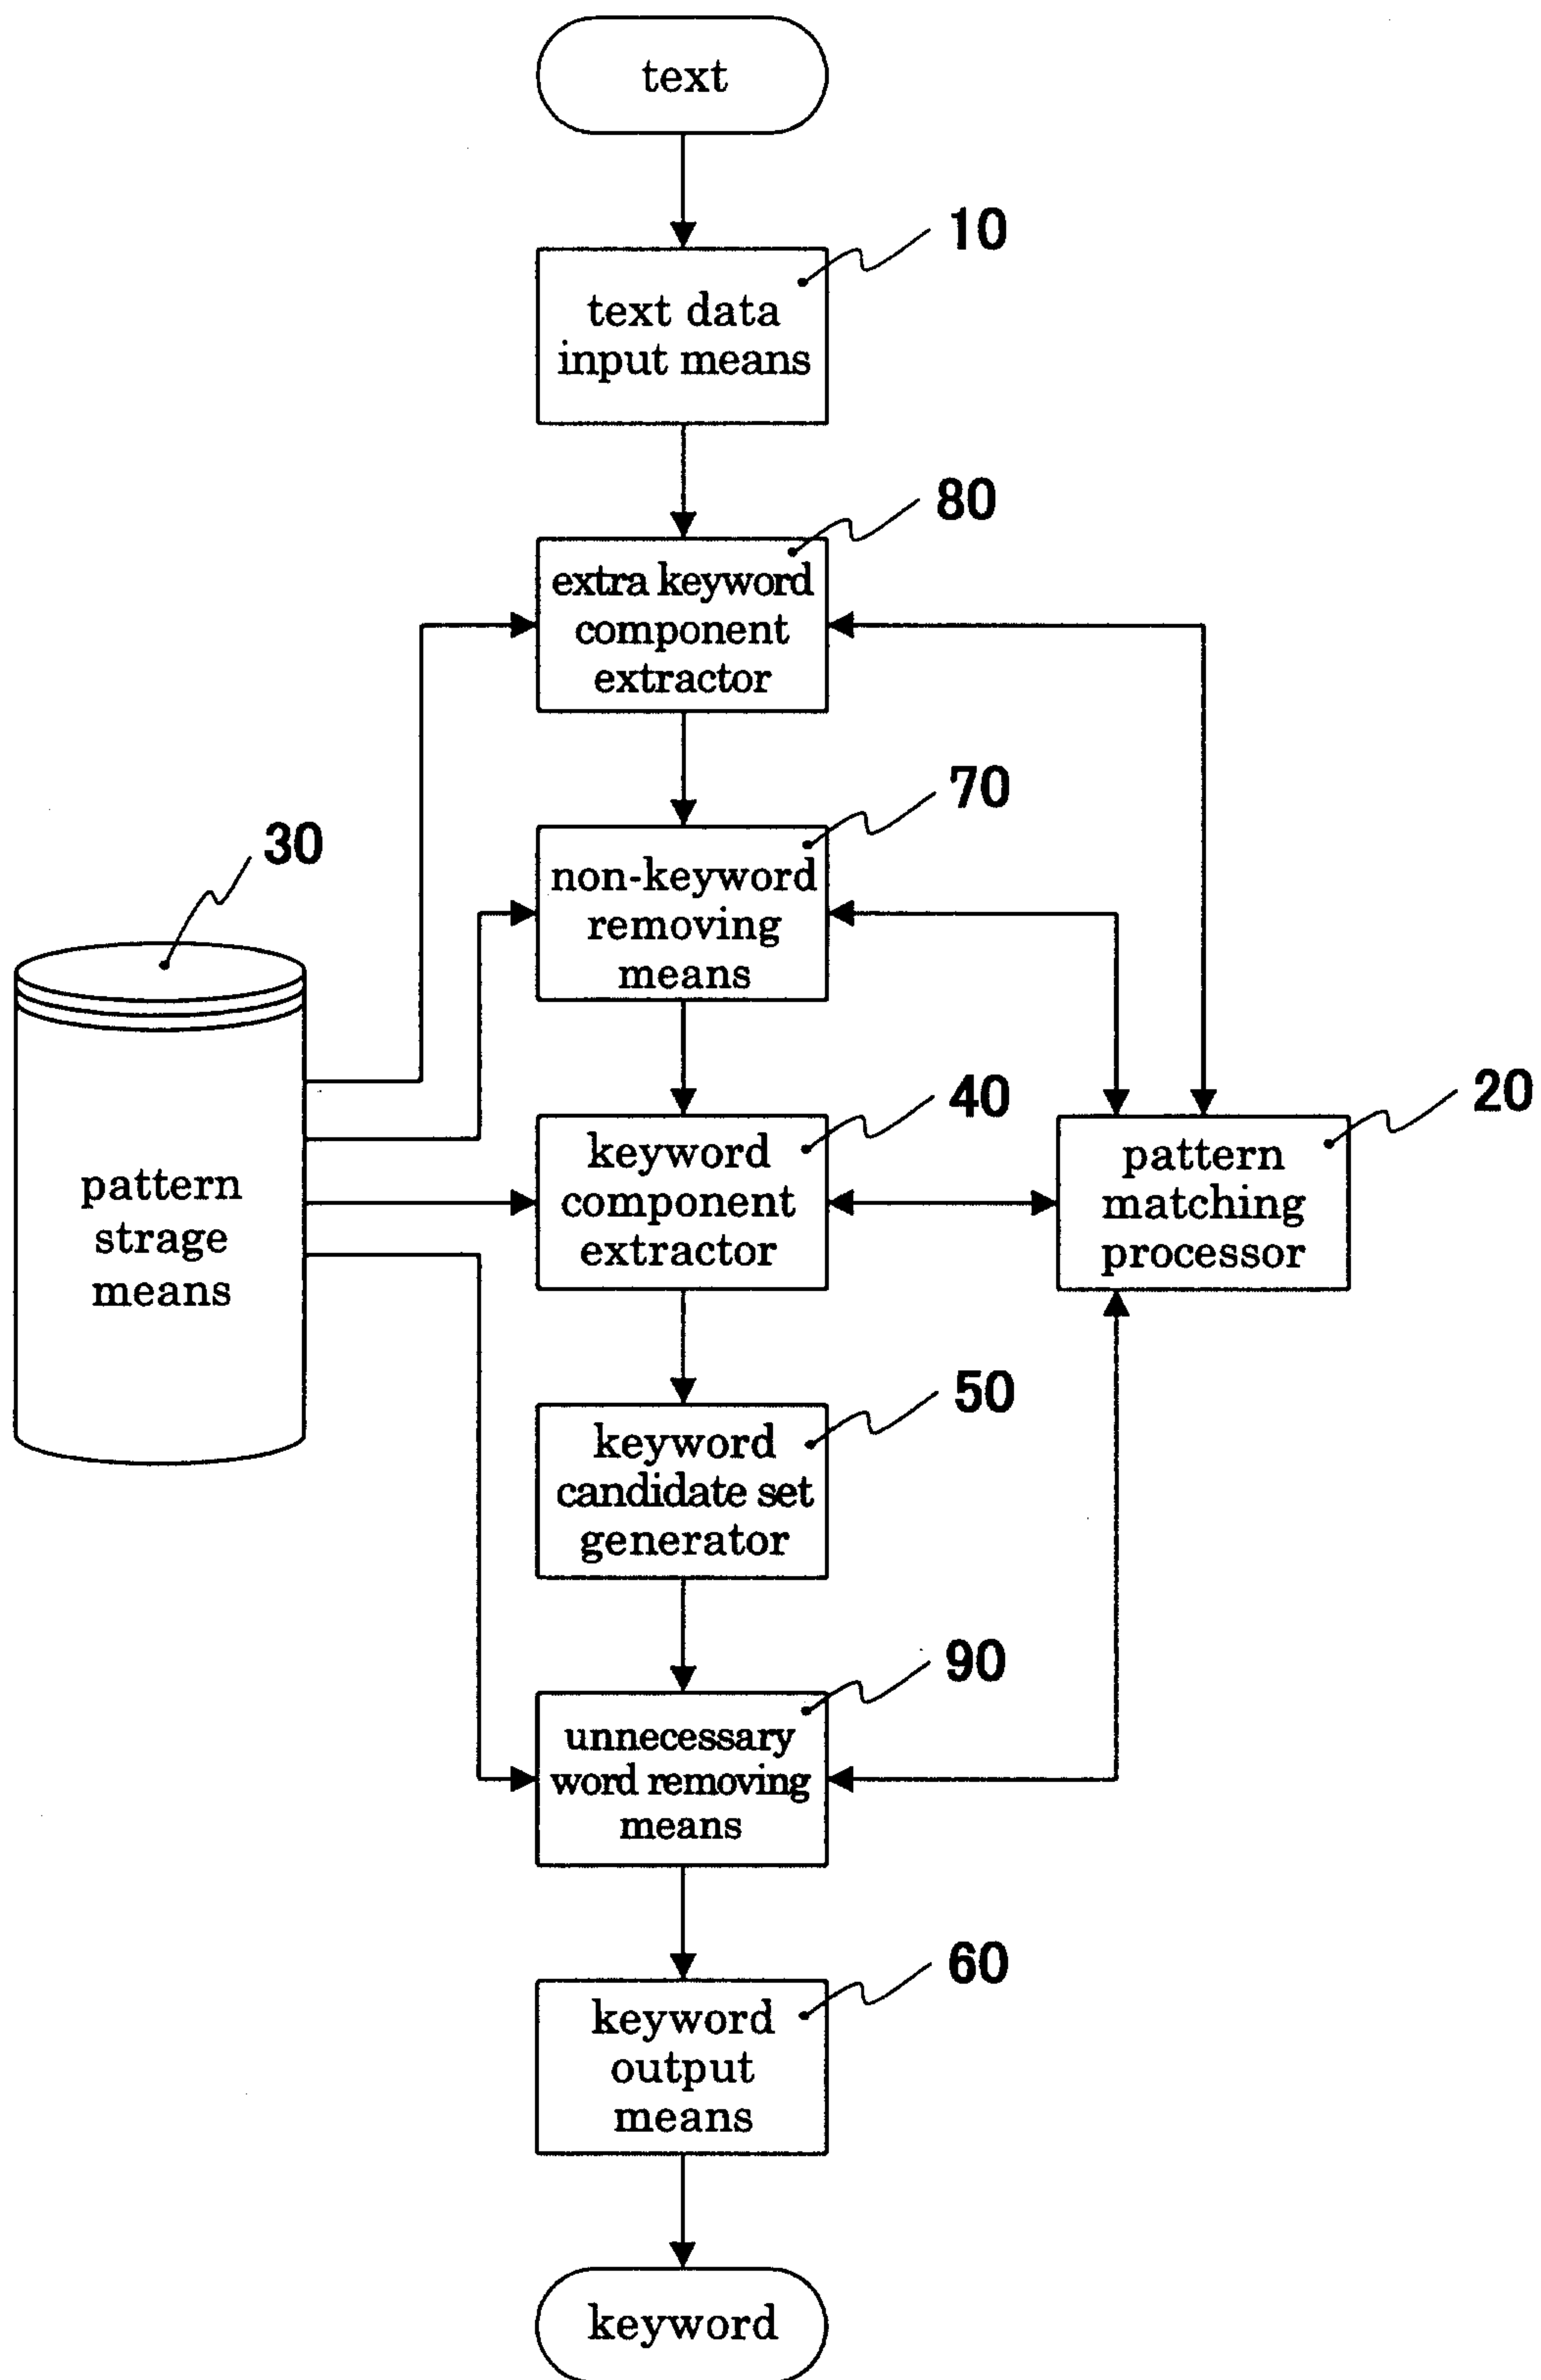 text
10
text data
input means
80
extra keyword
component
extractor
70
non-keyword
removing
means
30
pattern
strage
means
40
keyword
component
extractor
20
pattern
matching
processor
50
keyword
candidate set
generator
90
unnecessary
word removing
means
60
keyword
output
means
keyword